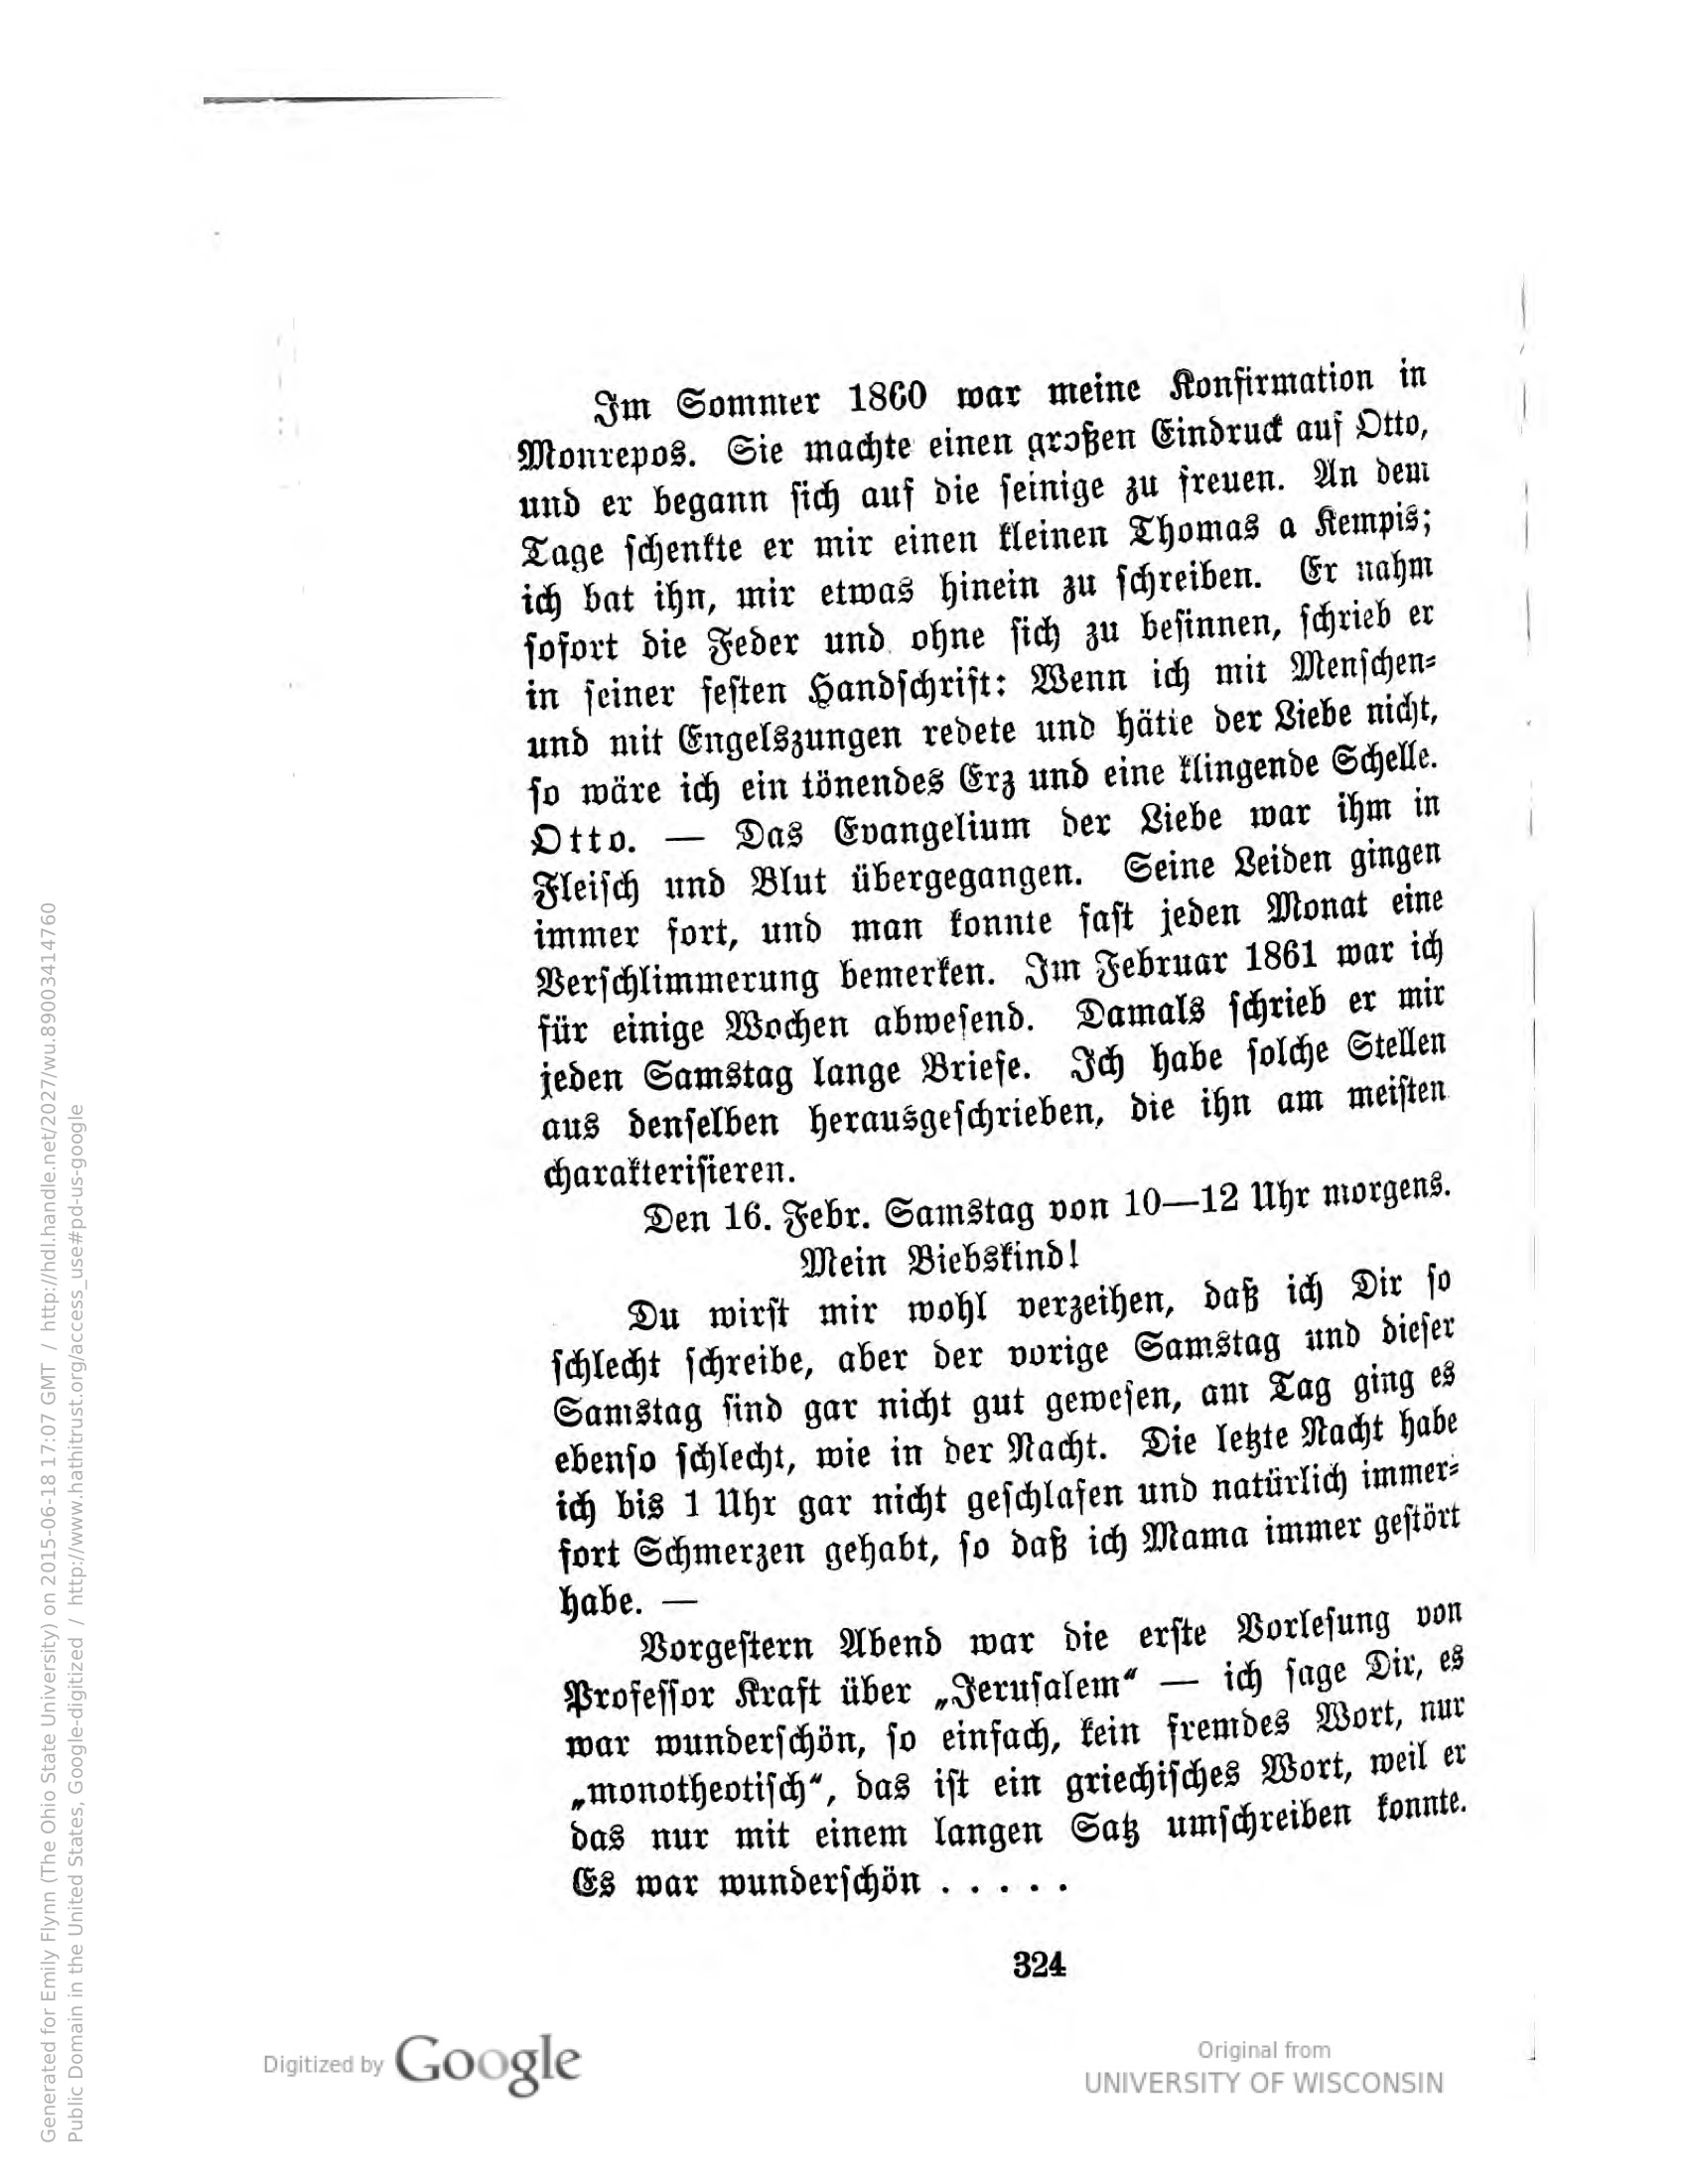 Im Sommer 1860 war meine Konfirmation in
Monrepos. Sie machte einen großen Eindruck auf Otto,
und er begann sich auf die seinige zu freuen. An dem
Tage schenkte er mir einen kleinen Thomas a Kempis;
ich bat ihn, mir etwas hinein zu schreiben. Er nahm
sofort die Feder und ohne sich zu besinnen, schrieb er
in seiner festen Handschrift: Wenn ich mit Menschen-
und mit Engelszungen redete und hätte der Liebe nicht,
so wäre ich ein tönendes Erz und eine klingende Schelle.
Otto. — Das Evangelium der Liebe war ihm in
Fleisch und Blut übergegangen. Seine Leiden gingen
immer fort, und man konnte fast jeden Monat eine
Verschlimmerung bemerken. Im Februar 1861 war ich
für einige Wochen abwesend. Damals schrieb er mir
jeden Samstag lange Briefe. Ich habe solche Stellen
aus denselben herausgeschrieben, die ihn am meisten
charakterisieren.
Den 16. Febr. Samstag von 10—12 Uhr morgens.
Mein Biebskind!
Du wirst mir wohl verzeihen, daß ich Dir so
schlecht schreibe, aber der vorige Samstag und dieser
Samstag sind gar nicht gut gewesen, am Tag ging es
ebenso schlecht, wie in der Nacht. Die letzte Nacht habe
ich bis 1 Uhr gar nicht geschlafen und natürlich immer-
fort Schmerzen gehabt, so daß ich Mama immer gestört
habe. —
Vorgestern Abend war die erste Vorlesung von
Professor Kraft über „Jerusalem“ — ich sage Dir, es
war wunderschön, so einfach, kein fremdes Wort, nur
„monotheotisch“, das ist ein griechisches Wort, weil er
das nur mit einem langen Satz umschreiben konnte.
Es war wunderschön . . . . .
324
Digitized by Google
Original from
UNIVERSITY OF WISCONSIN
Generated for Emily Flynn (The Ohio State University) on 2015-06-18 17:07 GMT / http://hdl.handle.net/2027/wu.89003414760
Public Domain in the United States, Google-digitized / http://www.hathitrust.org/access_use#pd-us-google